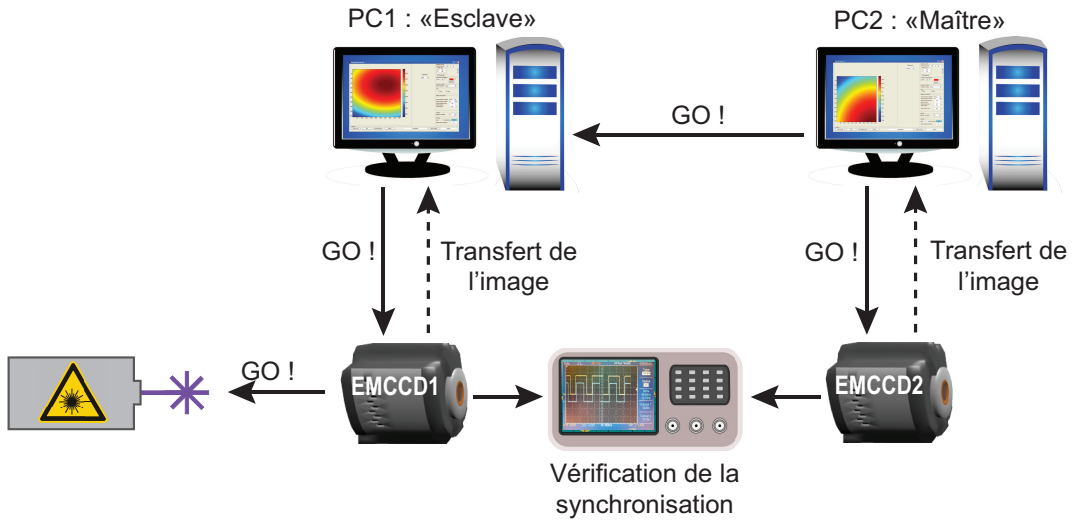 PC1 : «Esclave»
PC2 : «Maître»
GO !
GO !
Transfert de
l’image
GO !
Transfert de
l’image
GO !
EMCCD1
EMCCD2
Vérification de la
synchronisation